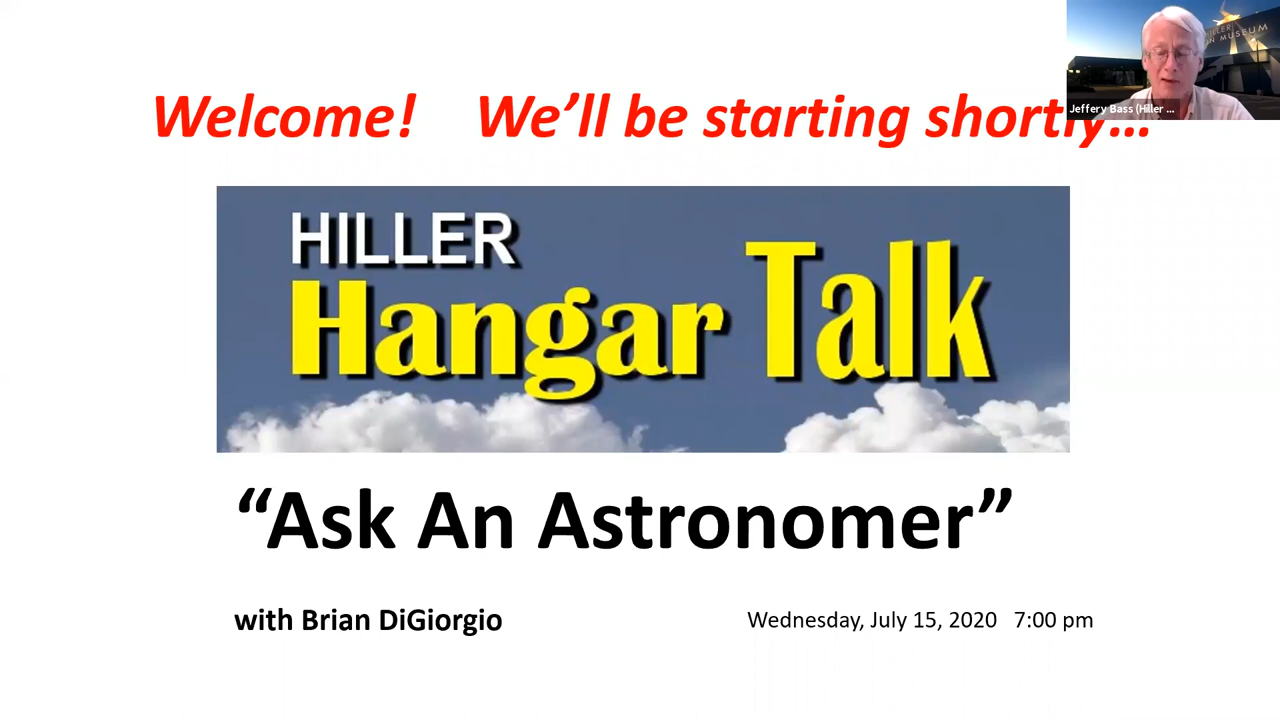 Welcome! We’ll be starting shortly…
HILLER
Hangar Talk
“Ask An Astronomer”
with Brian DiGiorgio
Wednesday, July 15, 2020 7:00 pm
Jeffery Bass (Hiller ...
MUSEUM